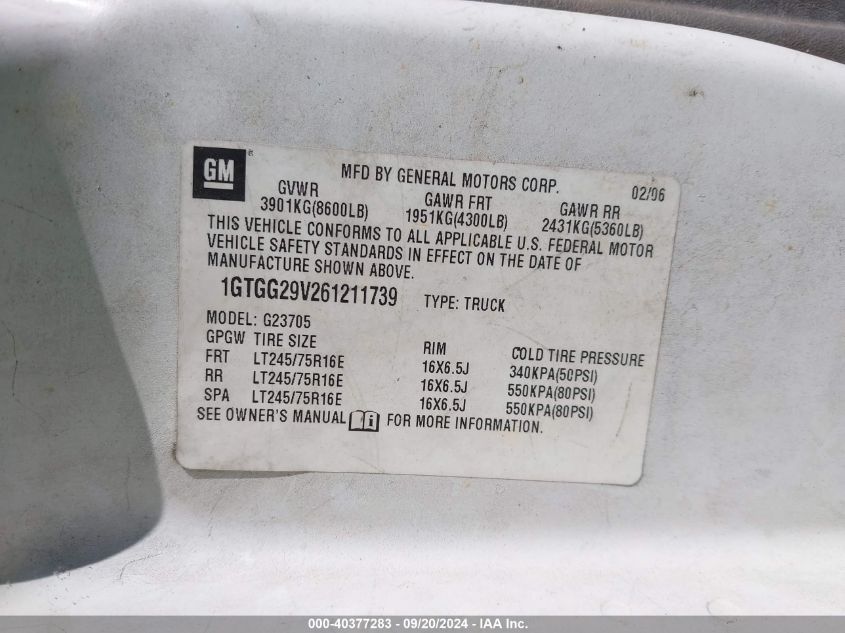 GM
MFD BY GENERAL MOTORS CORP. 02/06
GVWR GAWR FRT GAWR RR
3901KG(8600LB) 1951KG(4300LB) 2431KG(5360LB)
THIS VEHICLE CONFORMS TO ALL APPLICABLE U.S. FEDERAL MOTOR
VEHICLE SAFETY STANDARDS IN EFFECT ON THE DATE OF
MANUFACTURE SHOWN ABOVE.
1GTGG29V261211739 TYPE: TRUCK
MODEL: G23705
GPGW TIRE SIZE RIM COLD TIRE PRESSURE
FRT LT245/75R16E 16X6.5J 340KPA(50PSI)
RR LT245/75R16E 16X6.5J 550KPA(80PSI)
SPA LT245/75R16E 16X6.5J 550KPA(80PSI)
SEE OWNER'S MANUAL i FOR MORE INFORMATION.
000-40377283 - 09/20/2024 - IAA Inc.